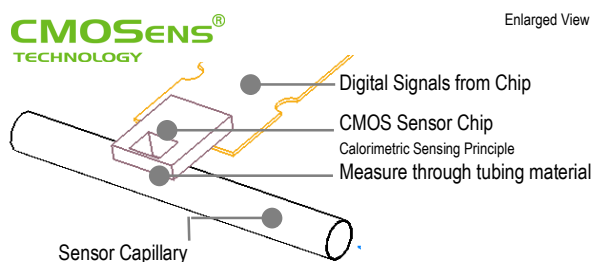 CMOSENS®
TECHNOLOGY
Enlarged View
Digital Signals from Chip
CMOS Sensor Chip
Calorimetric Sensing Principle
Measure through tubing material
Sensor Capillary